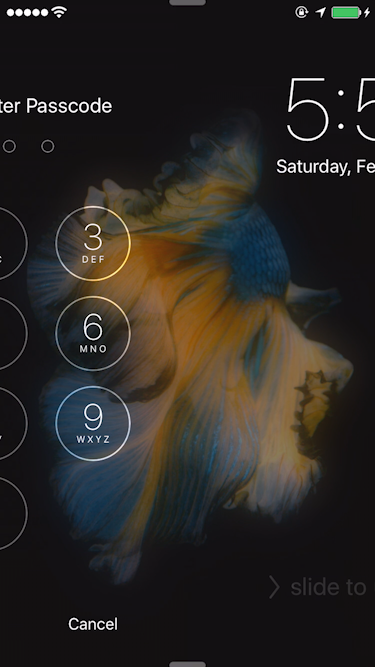 ter Passcode
5:5
Saturday, Fe
3
DEF
6
MNO
9
WXYZ
slide to
Cancel